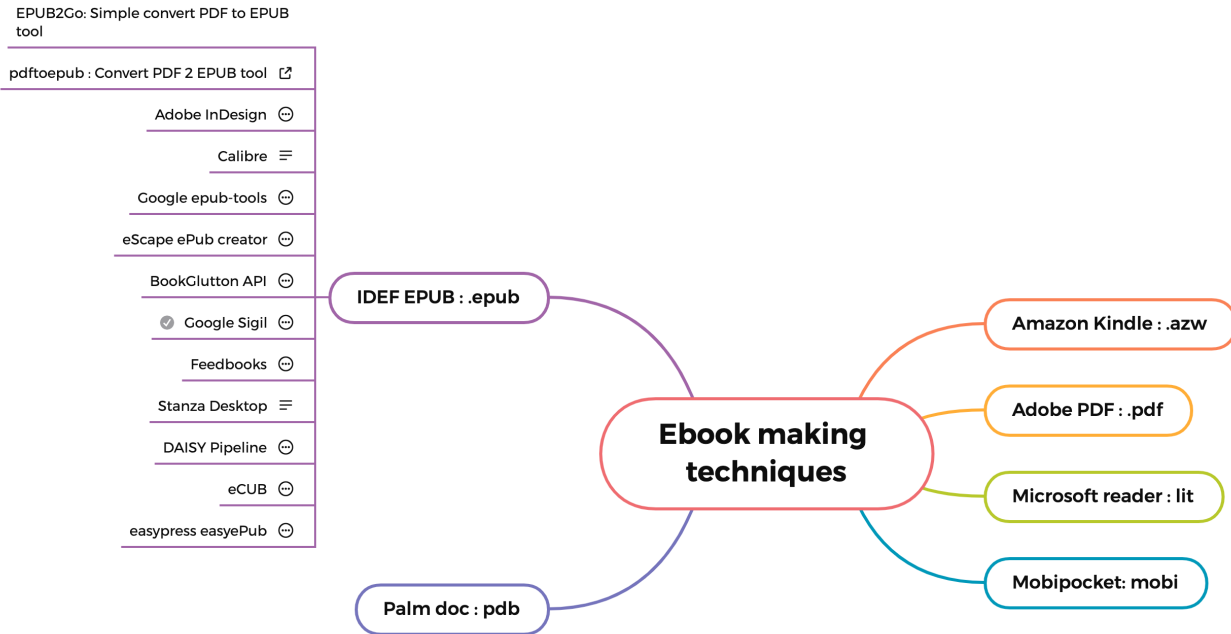 EPUB2Go: Simple convert PDF to EPUB
tool
pdftoepub : Convert PDF 2 EPUB tool
Adobe InDesign
Calibre
Google epub-tools
eScape ePub creator
BookGlutton API
Google Sigil
Feedbooks
Stanza Desktop
DAISY Pipeline
eCUB
easypress easyePub
IDEF EPUB : .epub
Palm doc : pdb
Ebook making
techniques
Amazon Kindle : .azw
Adobe PDF : .pdf
Microsoft reader : lit
Mobipocket: mobi